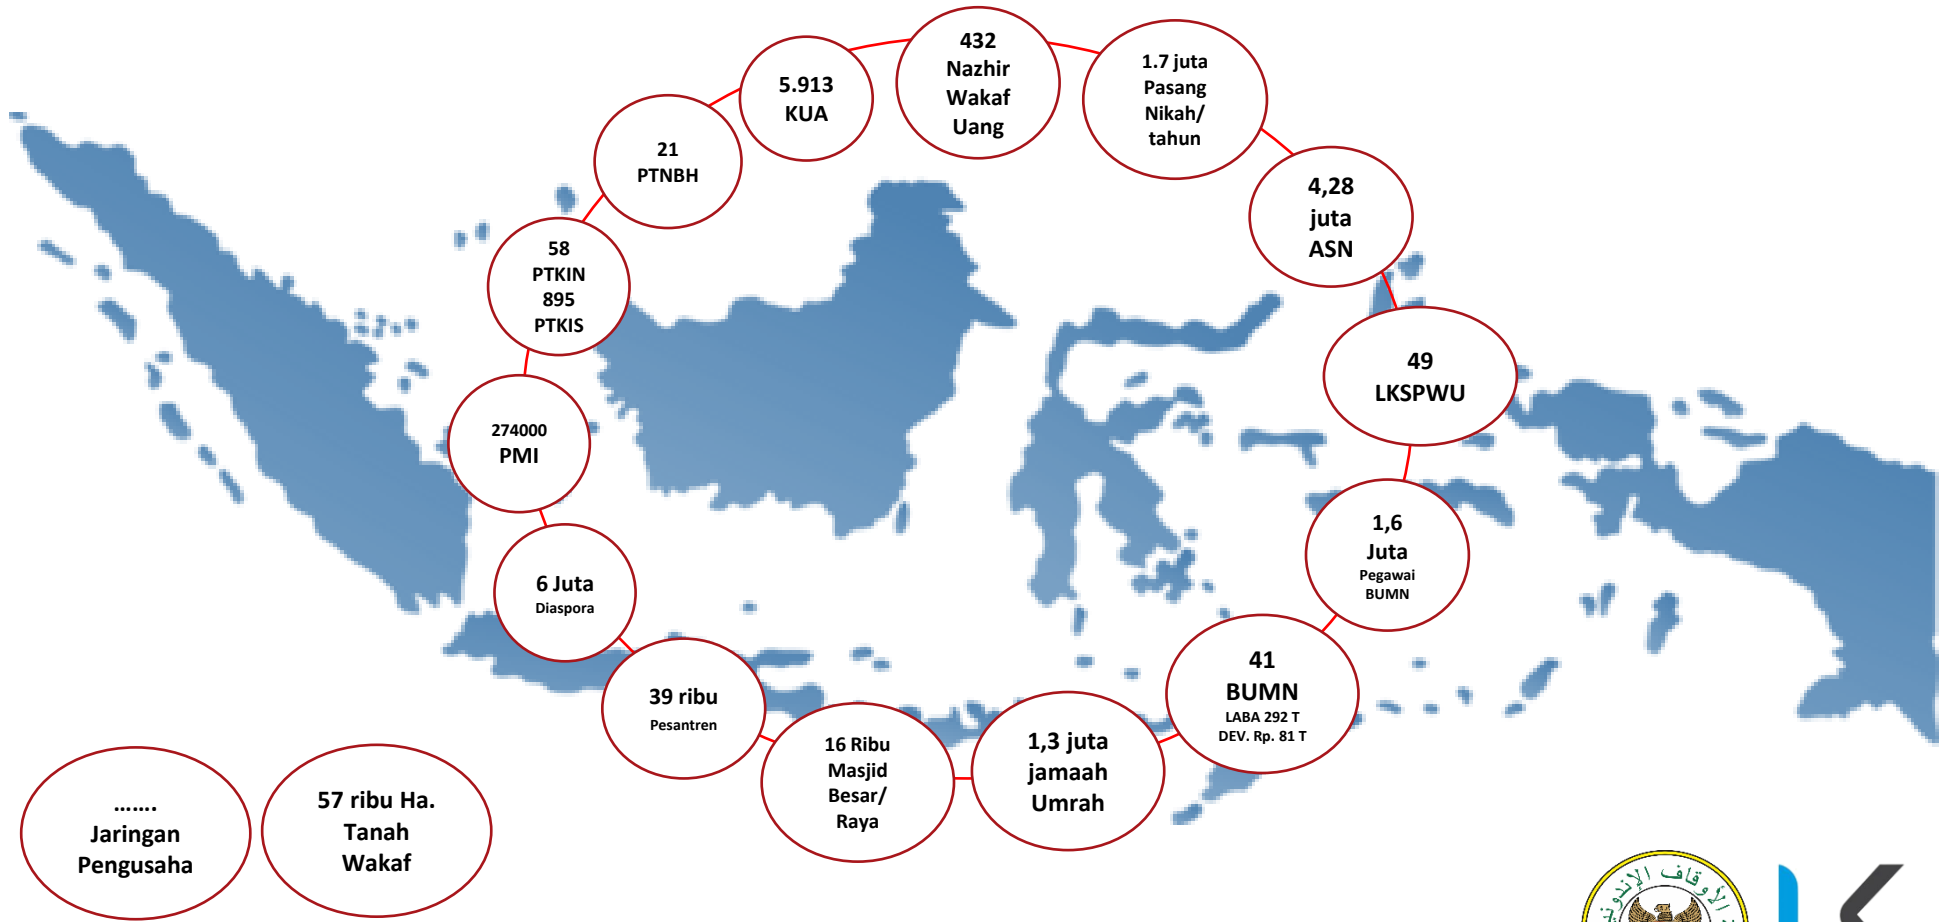 432
Nazhir
Wakaf
Uang
1.7 juta
Pasang
Nikah/
tahun
4,28
juta
ASN
49
LKSPWU
1,6
Juta
Pegawai
BUMN
41
BUMN
LABA 292 T
DEV. Rp. 81 T
1,3 juta
jamaah
Umrah
16 Ribu
Masjid
Besar/
Raya
39 ribu
Pesantren
6 Juta
Diaspora
274000
PMI
58
PTKIN
895
PTKIS
21
PTNBH
5.913
KUA
…….
Jaringan
Pengusaha
57 ribu Ha.
Tanah
Wakaf